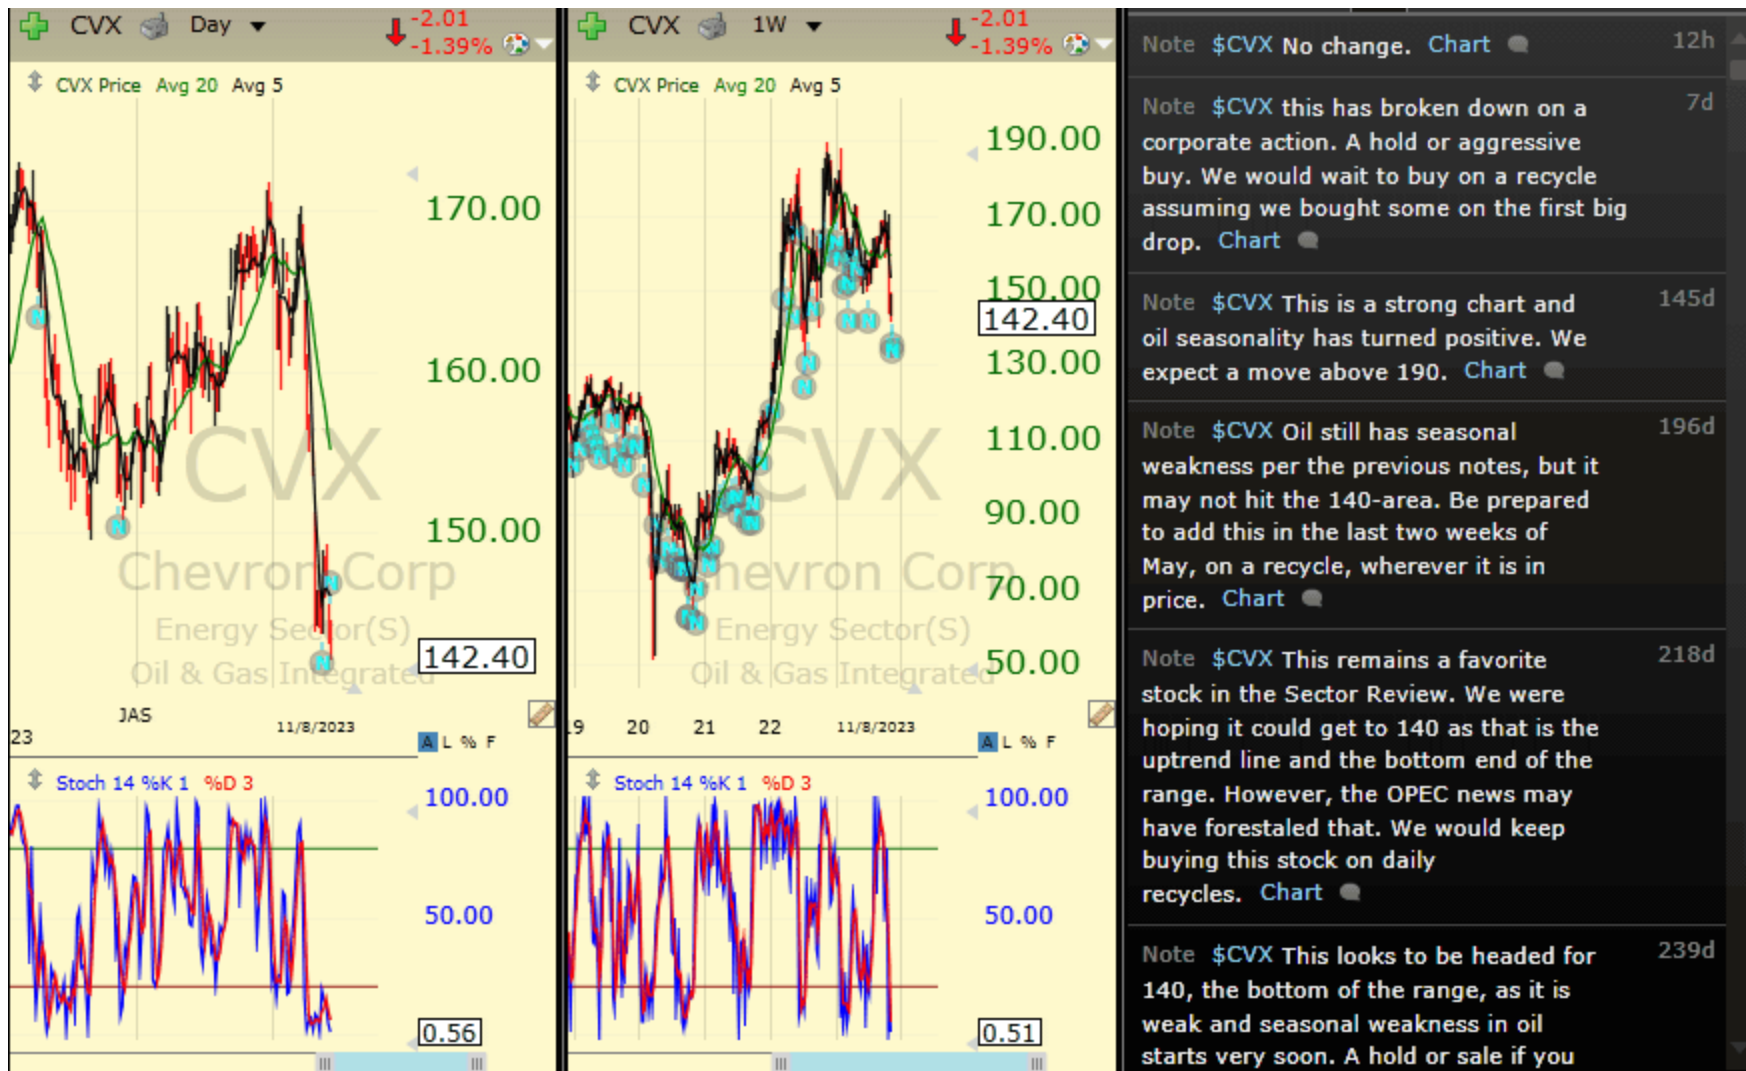 CVX Day -2.01
-1.39%
CVX Price Avg 20 Avg 5
170.00
160.00
150.00
142.40
CVX
Chevron Corp
Energy Sector(S)
Oil & Gas Integrated
23 JAS 11/8/2023
A L % F
Stoch 14 %K 1 %D 3
100.00
50.00
0.56
CVX 1W -2.01
-1.39%
CVX Price Avg 20 Avg 5
190.00
170.00
150.00
142.40
130.00
110.00
90.00
70.00
50.00
CVX
Chevron Corp
Energy Sector(S)
Oil & Gas Integrated
19 20 21 22 11/8/2023
A L % F
Stoch 14 %K 1 %D 3
100.00
50.00
0.51
Note $CVX No change. Chart 12h
Note $CVX this has broken down on a 7d
corporate action. A hold or aggressive
buy. We would wait to buy on a recycle
assuming we bought some on the first big
drop. Chart
Note $CVX This is a strong chart and 145d
oil seasonality has turned positive. We
expect a move above 190. Chart
Note $CVX Oil still has seasonal 196d
weakness per the previous notes, but it
may not hit the 140-area. Be prepared
to add this in the last two weeks of
May, on a recycle, wherever it is in
price. Chart
Note $CVX This remains a favorite 218d
stock in the Sector Review. We were
hoping it could get to 140 as that is the
uptrend line and the bottom end of the
range. However, the OPEC news may
have forestaled that. We would keep
buying this stock on daily
recycles. Chart
Note $CVX This looks to be headed for 239d
140, the bottom of the range, as it is
weak and seasonal weakness in oil
starts very soon. A hold or sale if you